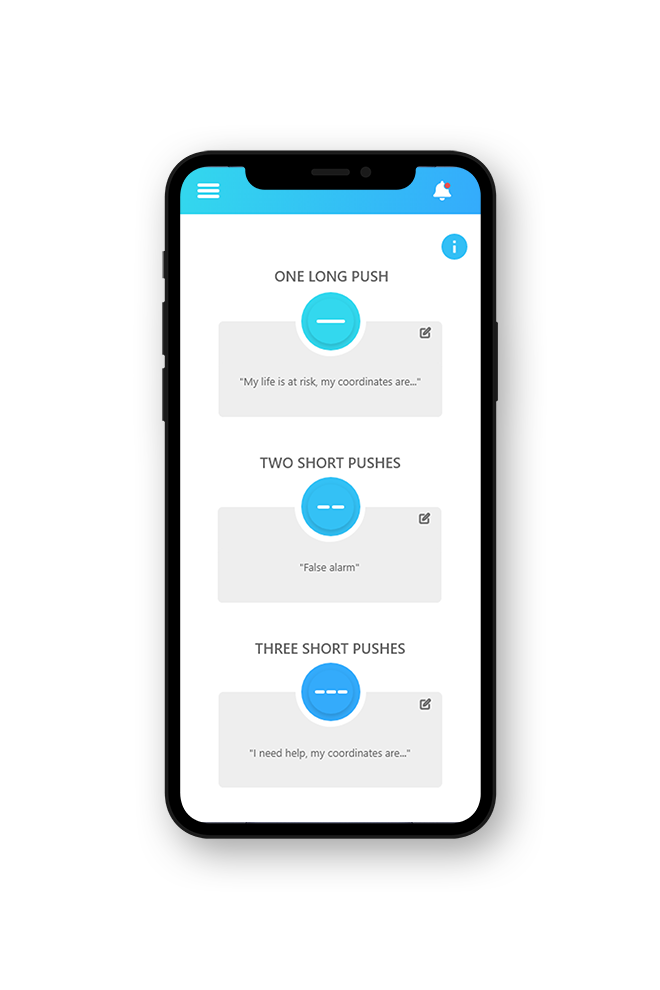 ONE LONG PUSH
"My life is at risk, my coordinates are..."
TWO SHORT PUSHES
"False alarm"
THREE SHORT PUSHES
"I need help, my coordinates are..."